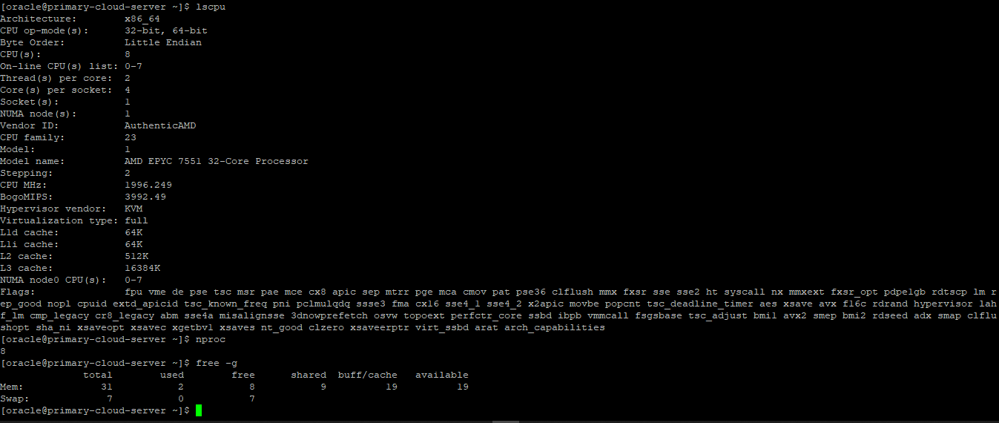 [oracle@primary-cloud-server ~]$ lscpu
Architecture:          x86_64
CPU op-mode(s):        32-bit, 64-bit
Byte Order:            Little Endian
CPU(s):                8
On-line CPU(s) list:   0-7
Thread(s) per core:    2
Core(s) per socket:    4
Socket(s):             1
NUMA node(s):          1
Vendor ID:             AuthenticAMD
CPU family:            23
Model:                 1
Model name:            AMD EPYC 7551 32-Core Processor
Stepping:              2
CPU MHz:               1996.249
BogoMIPS:              3992.49
Hypervisor vendor:     KVM
Virtualization type:   full
L1d cache:             64K
L1i cache:             64K
L2 cache:              512K
L3 cache:              16384K
NUMA node0 CPU(s):     0-7
Flags:                 fpu vme de pse tsc msr pae mce cx8 apic sep mtrr pge mca cmov pat pse36 clflush mmx fxsr sse sse2 ht syscall nx mmxext fxsr_opt pdpe1gb rdtscp lm r
ep_good nopl cpuid extd_apicid tsc_known_freq pni pclmulqdq ssse3 fma cx16 sse4_1 sse4_2 x2apic movbe popcnt tsc_deadline_timer aes xsave avx f16c rdrand hypervisor lah
f_lm cmp_legacy cr8_legacy abm sse4a misalignsse 3dnowprefetch osvw topoext perfctr_core ssbd ibpb vmmcall fsgsbase tsc_adjust bmi1 avx2 smep bmi2 rdseed adx smap clflu
shopt sha_ni xsaveopt xsavec xgetbv1 xsaves nt_good clzero xsaveerptr virt_ssbd arat arch_capabilities
[oracle@primary-cloud-server ~]$ nproc
8
[oracle@primary-cloud-server ~]$ free -g
              total        used        free      shared  buff/cache   available
Mem:             31           2           8           9          19          19
Swap:             7           0           7
[oracle@primary-cloud-server ~]$